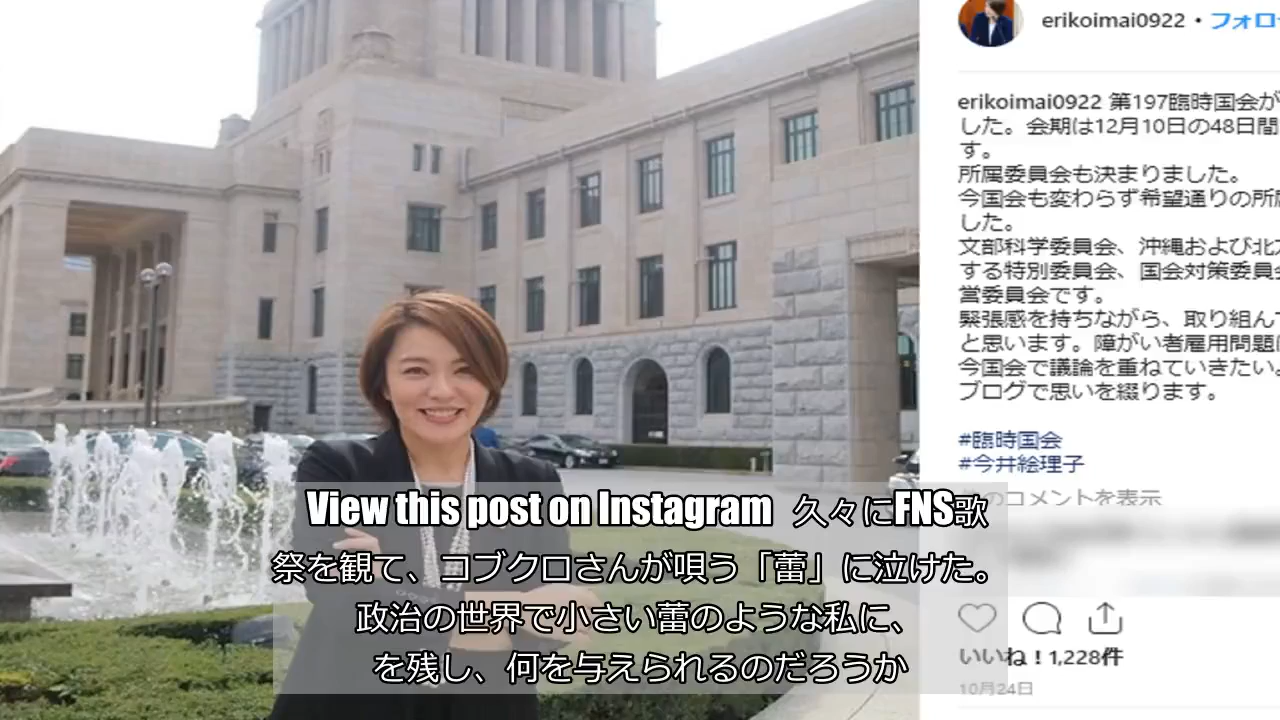 erikoimai0922 • フォロ
erikoimai0922 第197臨時国会が
した。会期は12月10日の48日間
す。
所属委員会も決まりました。
今国会も変わらず希望通りの所属
した。
文部科学委員会、沖縄および北方
する特別委員会、国会対策委員会
営委員会です。
緊張感を持ちながら、取り組んで
と思います。障がい者雇用問題に
今国会で議論を重ねていきたい。
ブログで思いを綴ります。
#臨時国会
#今井絵理子
のコメントを表示
View this post on Instagram 久々にFNS歌
祭を観て、コブクロさんが唄う「蕾」に泣けた。
政治の世界で小さい蕾のような私に、
を残し、何を与えられるのだろうか
いいね！1,228件
10月24日